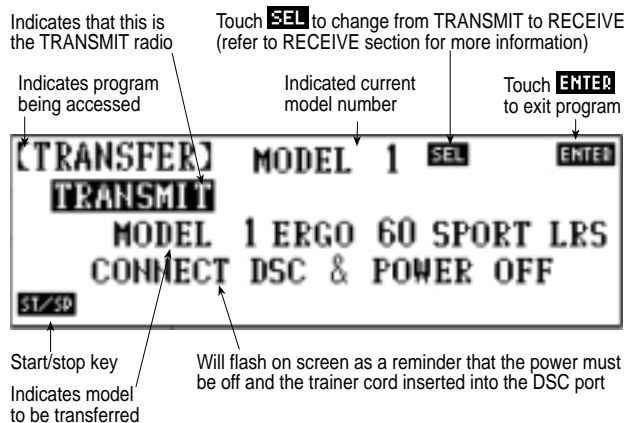 Indicates that this is
the TRANSMIT radio
Touch SEL to change from TRANSMIT to RECEIVE
(refer to RECEIVE section for more information)
Indicates program
being accessed
Indicated current
model number
Touch ENTER
to exit program
[TRANSFER] MODEL 1 SEL ENTER
TRANSMIT
MODEL 1 ERGO 60 SPORT LRS
CONNECT DSC & POWER OFF
ST/SP
Start/stop key
Will flash on screen as a reminder that the power must
be off and the trainer cord inserted into the DSC port
Indicates model
to be transferred